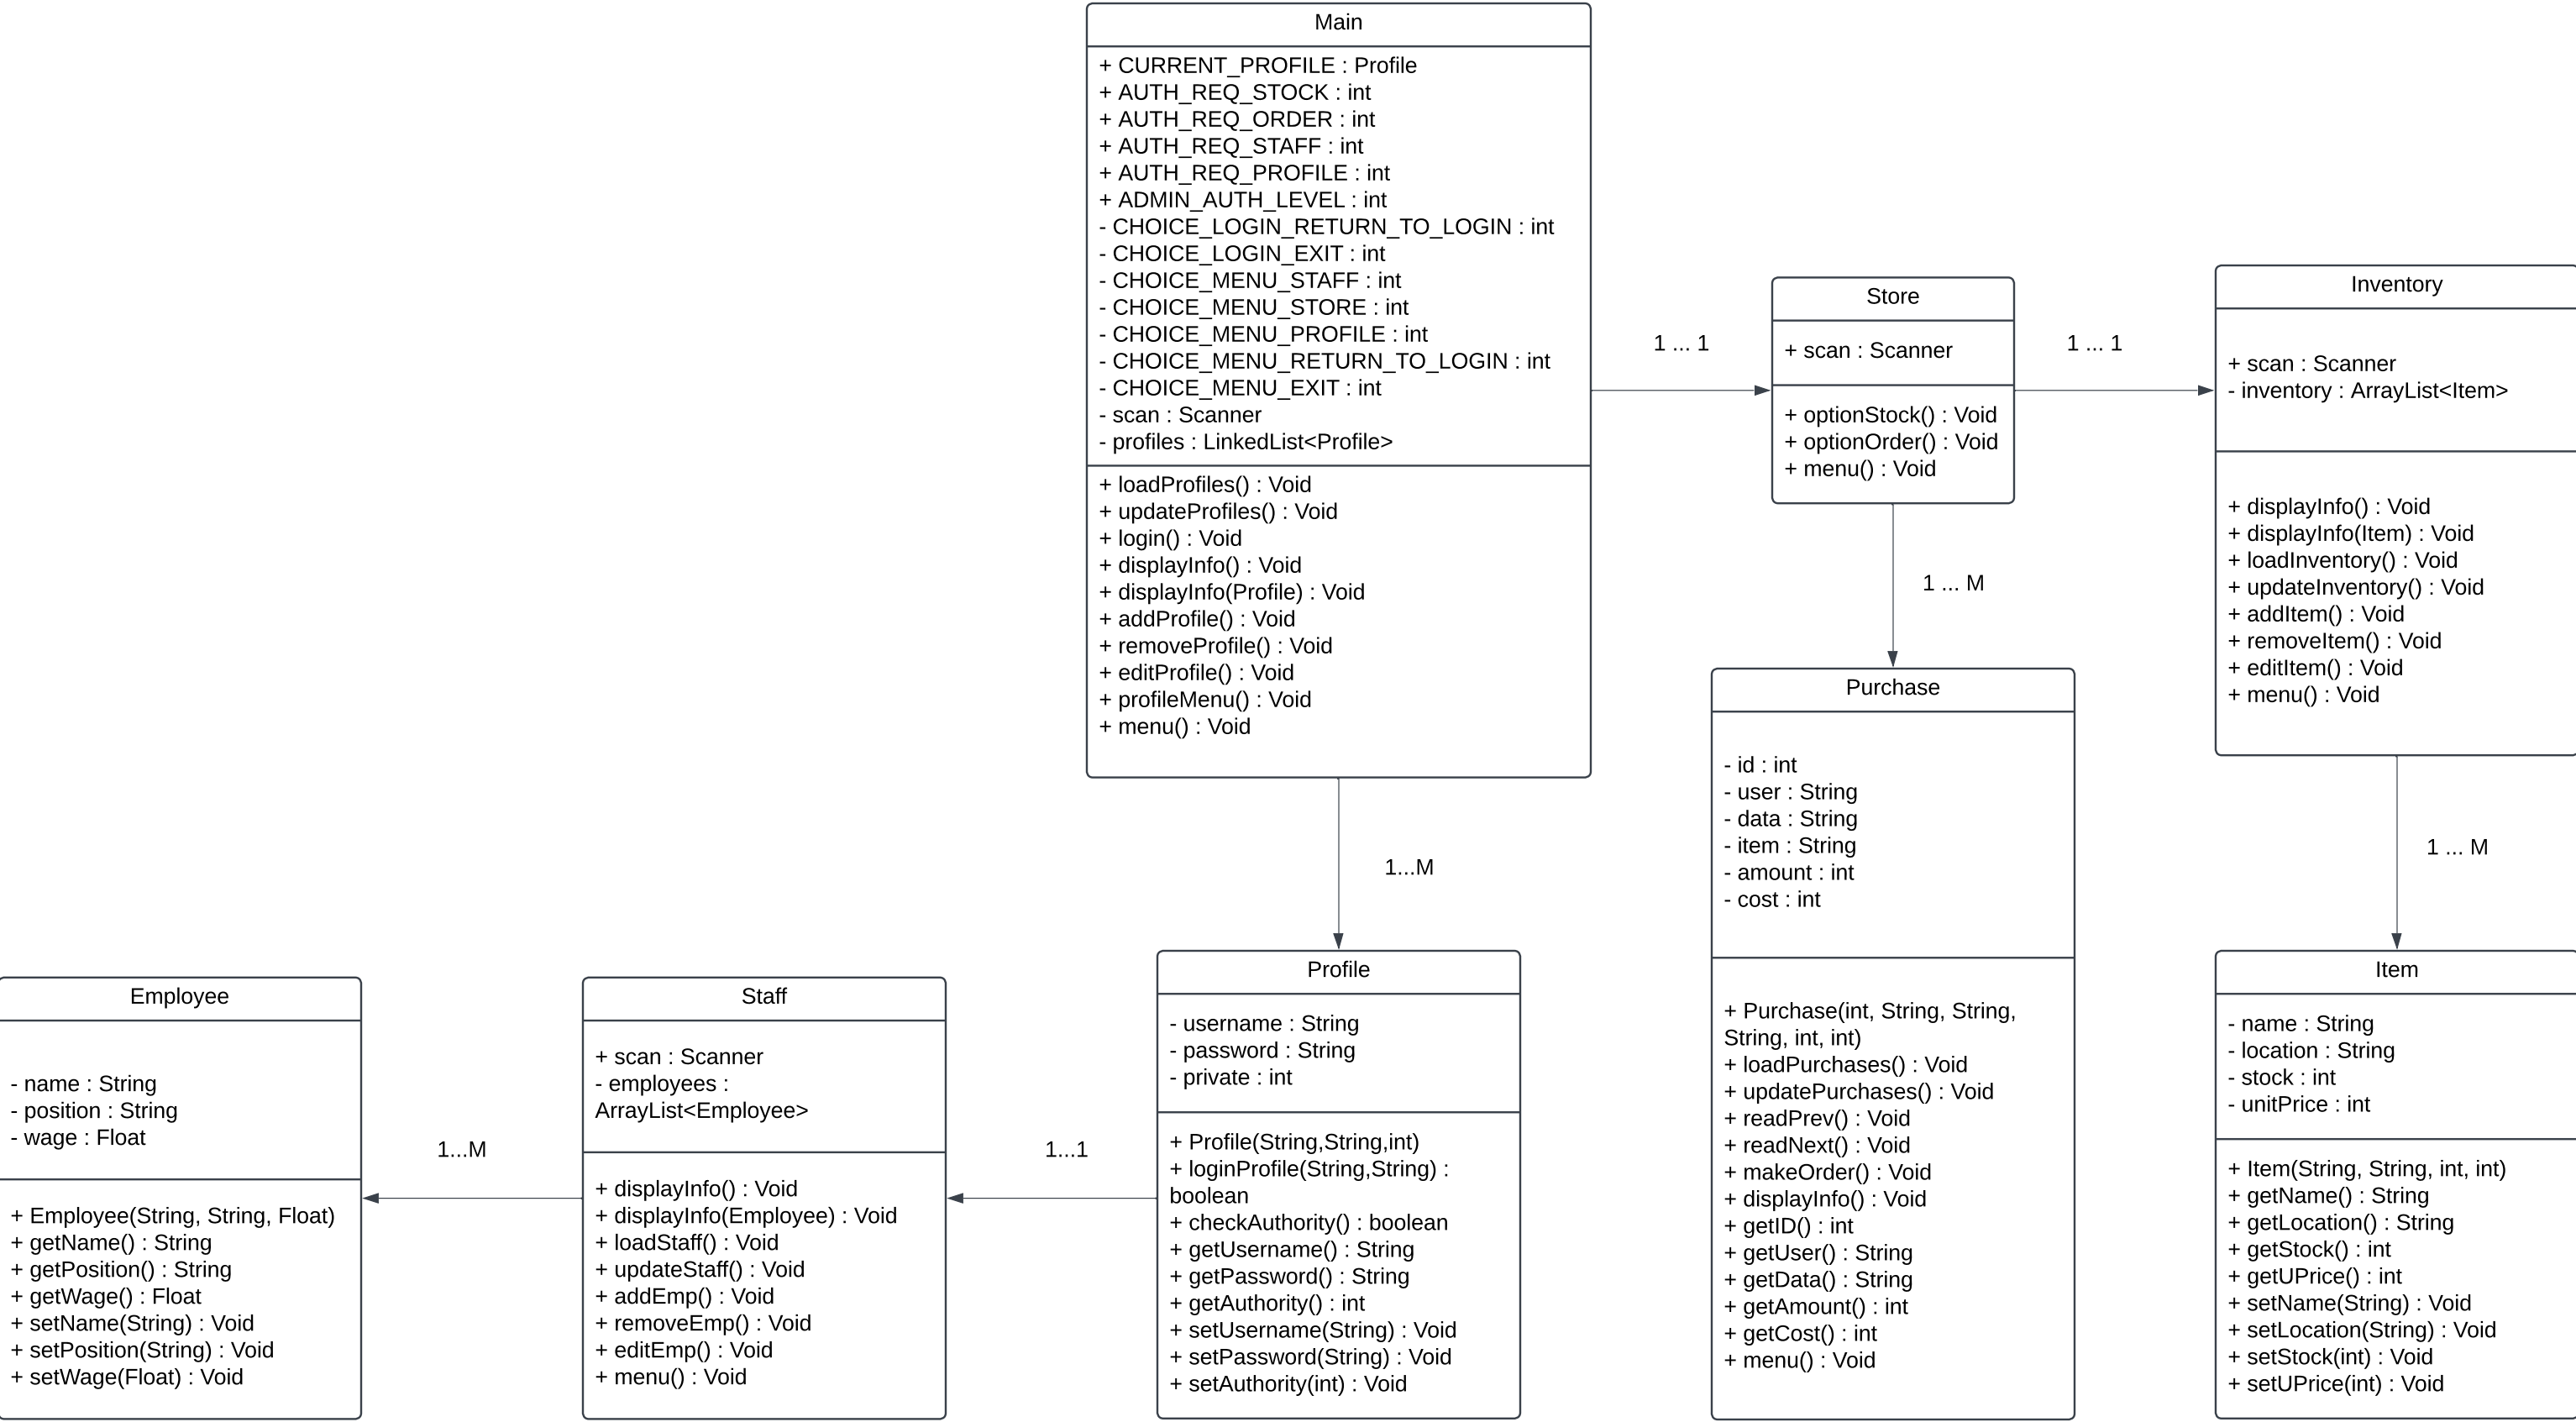 Main
+ CURRENT_PROFILE : Profile
+ AUTH_REQ_STOCK : int
+ AUTH_REQ_ORDER : int
+ AUTH_REQ_STAFF : int
+ AUTH_REQ_PROFILE : int
+ ADMIN_AUTH_LEVEL : int
- CHOICE_LOGIN_RETURN_TO_LOGIN : int
- CHOICE_LOGIN_EXIT : int
- CHOICE_MENU_STAFF : int
- CHOICE_MENU_STORE : int
- CHOICE_MENU_PROFILE : int
- CHOICE_MENU_RETURN_TO_LOGIN : int
- CHOICE_MENU_EXIT : int
- scan : Scanner
- profiles : LinkedList<Profile>
+ loadProfiles() : Void
+ updateProfiles() : Void
+ login() : Void
+ displayInfo() : Void
+ displayInfo(Profile) : Void
+ addProfile() : Void
+ removeProfile() : Void
+ editProfile() : Void
+ profileMenu() : Void
+ menu() : Void
1 ... 1
Store
+ scan : Scanner
+ optionStock() : Void
+ optionOrder() : Void
+ menu() : Void
1 ... 1
Inventory
+ scan : Scanner
- inventory : ArrayList<Item>
+ displayInfo() : Void
+ displayInfo(Item) : Void
+ loadInventory() : Void
+ updateInventory() : Void
+ addItem() : Void
+ removeItem() : Void
+ editItem() : Void
+ menu() : Void
1 ... M
1...M
1 ... M
Employee
- name : String
- position : String
- wage : Float
+ Employee(String, String, Float)
+ getName() : String
+ getPosition() : String
+ getWage() : Float
+ setName(String) : Void
+ setPosition(String) : Void
+ setWage(Float) : Void
1...M
Staff
+ scan : Scanner
- employees :
ArrayList<Employee>
+ displayInfo() : Void
+ displayInfo(Employee) : Void
+ loadStaff() : Void
+ updateStaff() : Void
+ addEmp() : Void
+ removeEmp() : Void
+ editEmp() : Void
+ menu() : Void
1...1
Profile
- username : String
- password : String
- private : int
+ Profile(String,String,int)
+ loginProfile(String,String) :
boolean
+ checkAuthority() : boolean
+ getUsername() : String
+ getPassword() : String
+ getAuthority() : int
+ setUsername(String) : Void
+ setPassword(String) : Void
+ setAuthority(int) : Void
Purchase
- id : int
- user : String
- data : String
- item : String
- amount : int
- cost : int
+ Purchase(int, String, String,
String, int, int)
+ loadPurchases() : Void
+ updatePurchases() : Void
+ readPrev() : Void
+ readNext() : Void
+ makeOrder() : Void
+ displayInfo() : Void
+ getID() : int
+ getUser() : String
+ getData() : String
+ getAmount() : int
+ getCost() : int
+ menu() : Void
Item
- name : String
- location : String
- stock : int
- unitPrice : int
+ Item(String, String, int, int)
+ getName() : String
+ getLocation() : String
+ getStock() : int
+ getUPrice() : int
+ setName(String) : Void
+ setLocation(String) : Void
+ setStock(int) : Void
+ setUPrice(int) : Void